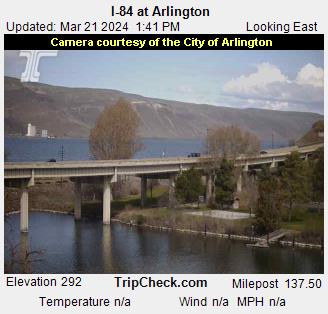 I-84 at Arlington
Updated: Mar 21 2024 1:41 PM Looking East
Camera courtesy of the City of Arlington
Elevation 292 TripCheck.com Milepost 137.50
Temperature n/a Wind n/a MPH n/a